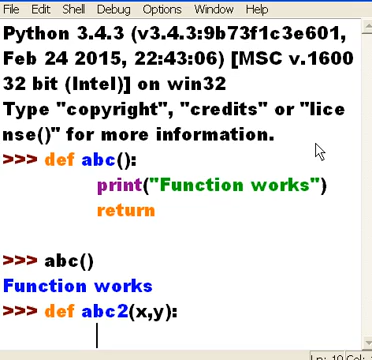 File Edit Shell Debug Options Window Help
Python 3.4.3 (v3.4.3:9b73f1c3e601,
Feb 24 2015, 22:43:06) [MSC v.1600
32 bit (Intel)] on win32
Type "copyright", "credits" or "lice
nse()" for more information.
>>> def abc():
print("Function works")
return
>>> abc()
Function works
>>> def abc2(x,y):